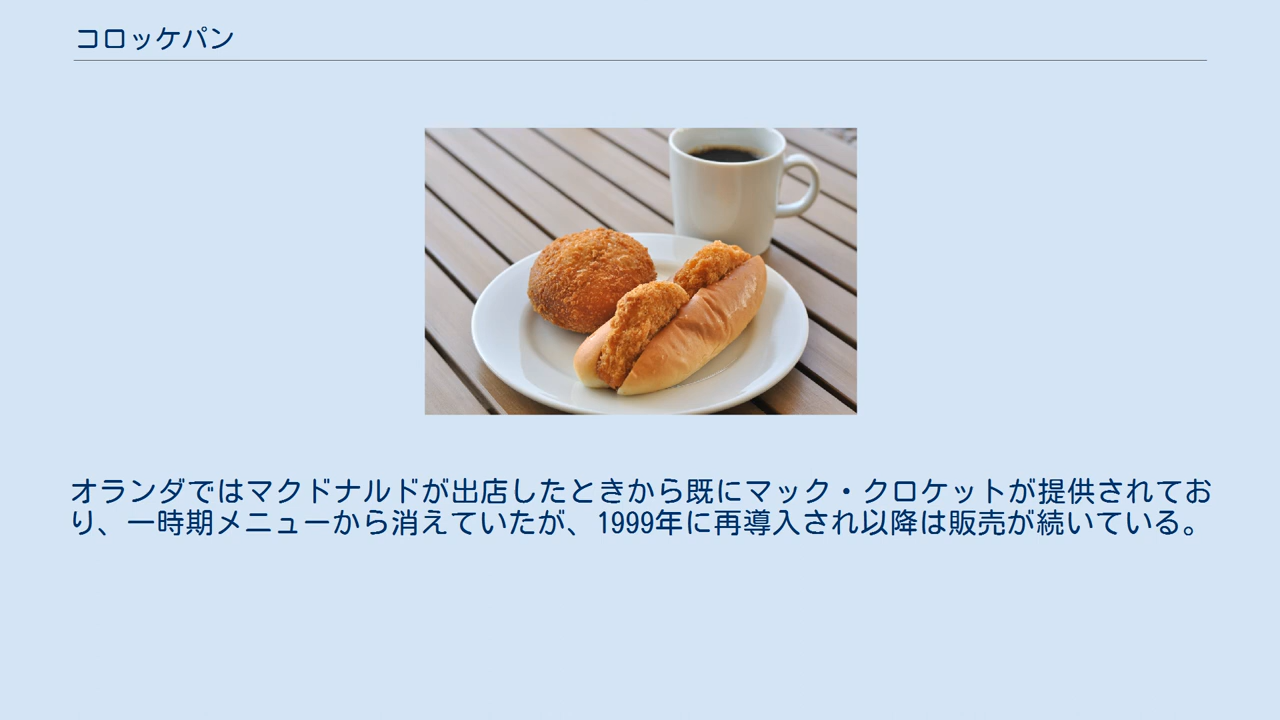 コロッケパン
オランダではマクドナルドが出店したときから既にマック・クロケットが提供されてお
り、一時期メニューから消えていたが、1999年に再導入され以降は販売が続いている。